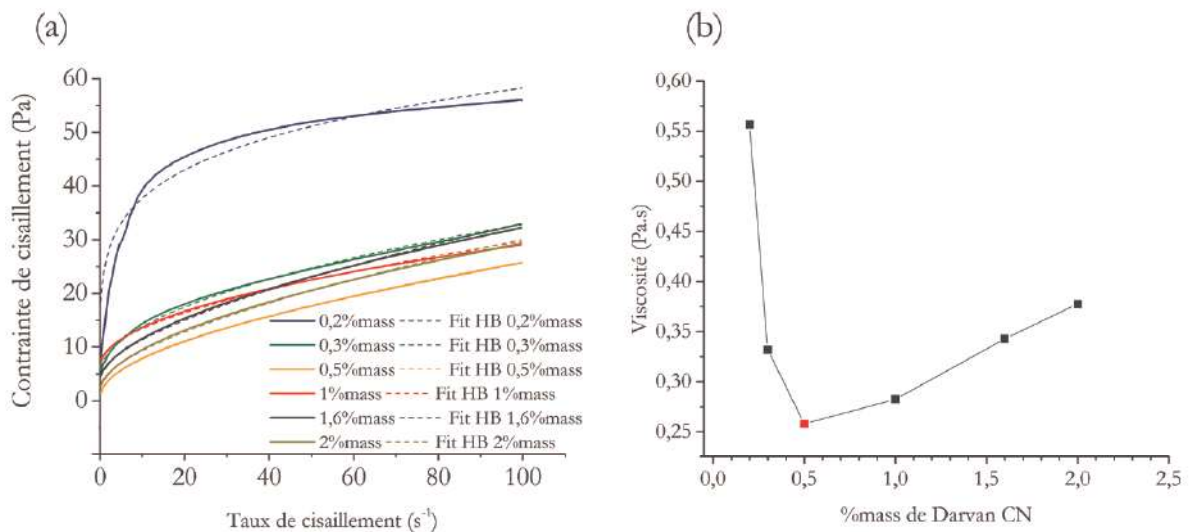 (a)
Contrainte de cisaillement (Pa)
60
50
40
30
20
10
0
0,2%mass Fit HB 0,2%mass
0,3%mass Fit HB 0,3%mass
0,5%mass Fit HB 0,5%mass
1%mass Fit HB 1%mass
1,6%mass Fit HB 1,6%mass
2%mass Fit HB 2%mass
0 20 40 60 80 100
Taux de cisaillement (s⁻¹)
(b)
Viscosité (Pa.s)
0,60
0,55
0,50
0,45
0,40
0,35
0,30
0,25
0,0 0,5 1,0 1,5 2,0 2,5
%mass de Darvan CN